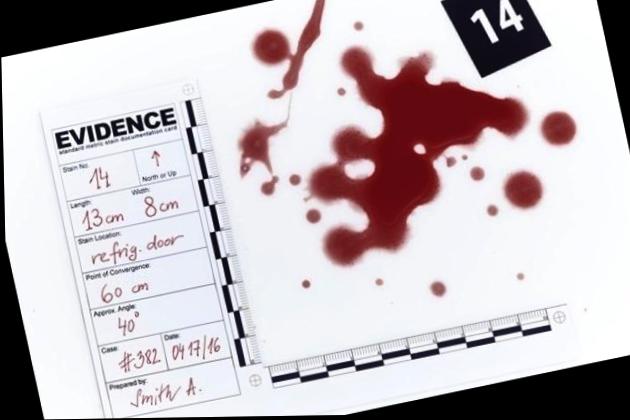 14
EVIDENCE
standard metric stain documentation card
Stain No:
14
↑
North or Up
Length:
13 cm
Width:
8 cm
Stain Location:
refrig. door
Point of Convergence:
60 cm
Approx. Angle:
40°
Case:
#382
Date:
04 17/16
Prepared by:
Smith A.